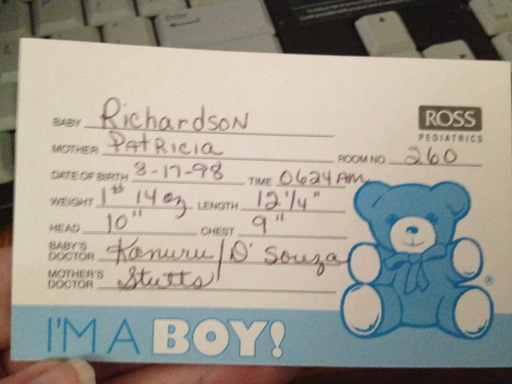 BABY Richardson
ROSS
PEDIATRICS
MOTHER Patricia
ROOM NO. 260
DATE OF BIRTH 8-17-98 TIME 0624 AM
WEIGHT 1 lb 14 oz LENGTH 12 1/4"
HEAD 10" CHEST 9"
BABY'S DOCTOR Kanuru/D'Souza
MOTHER'S DOCTOR Stutts
®
I'M A BOY!